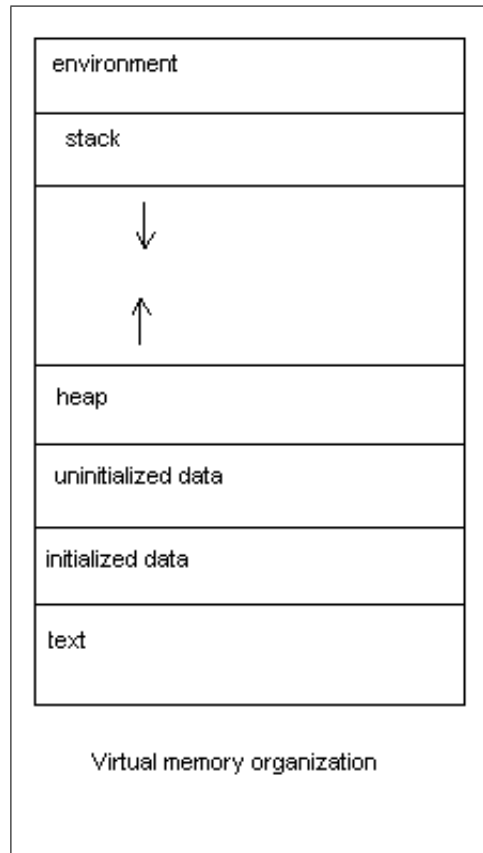 environment
stack
heap
uninitialized data
initialized data
text
Virtual memory organization